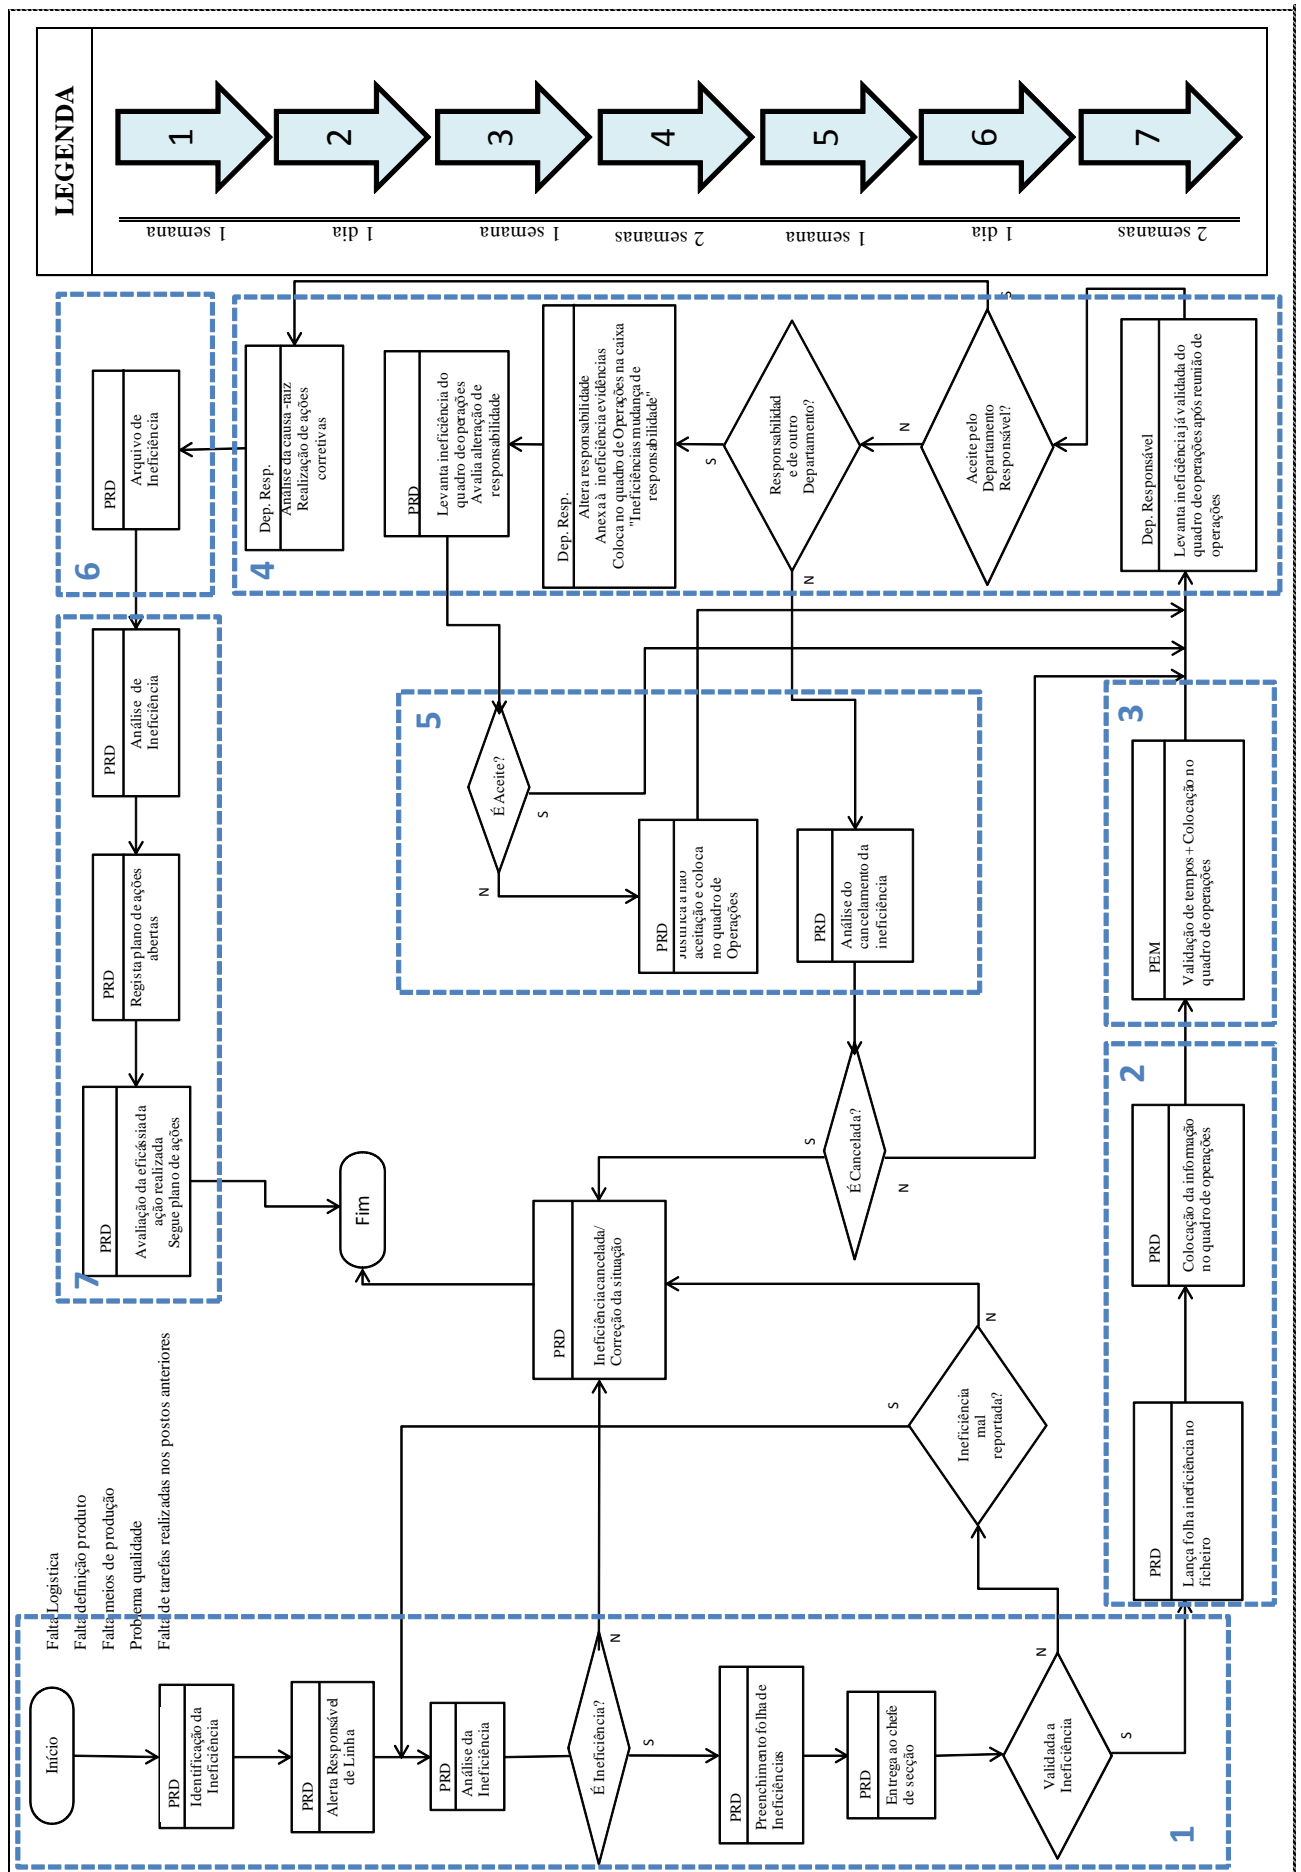 LEGENDA
1
2
3
4
5
6
7
1 semana
1 dia
1 semana
2 semanas
1 semana
1 dia
2 semanas
Falta Logistica
Falta definição produto
Falta meios de produção
Problema qualidade
Falta de tarefas realizadas nos postos anteriores
1
Início
PRD
Identificação da
Ineficiência
PRD
Alerta Responsável
de Linha
PRD
Análise da
Ineficiência
É Ineficiência?
N
S
PRD
Preenchimento folha de
Ineficiências
PRD
Entrega ao chefe
de secção
Validada a
Ineficiência
N
S
Ineficiência
mal
reportada?
S
N
PRD
Ineficiência cancelada/
Correção da situação
Fim
2
PRD
Lança folha ineficiência no
ficheiro
PRD
Colocação da informação
no quadro de operações
3
PEM
Validação de tempos + Colocação no
quadro de operações
4
Dep. Responsável
Levanta ineficiência já validada do
quadro de operações após reunião de
operações
Aceite pelo
Departamento
Responsável?
S
N
Responsabilidad
e de outro
Departamento?
S
N
Dep. Resp.
Altera responsabilidade
Anexa à ineficiência evidências
Coloca no quadro de Operações na caixa
"Ineficiências mudança de
responsabilidade"
PRD
Levanta ineficiência do
quadro de operações
Avalia alteração de
responsabilidade
Dep. Resp.
Análise da causa -raiz
Realização de ações
corretivas
5
É Aceite?
N
S
PRD
Justifica a não
aceitação e coloca
no quadro de
Operações
PRD
Análise do
cancelamento da
ineficiência
É Cancelada?
S
N
6
PRD
Arquivo de
Ineficiência
7
PRD
Análise de
Ineficiência
PRD
Regista plano de ações
abertas
PRD
Avaliação da eficássia da
ação realizada
Segue plano de ações